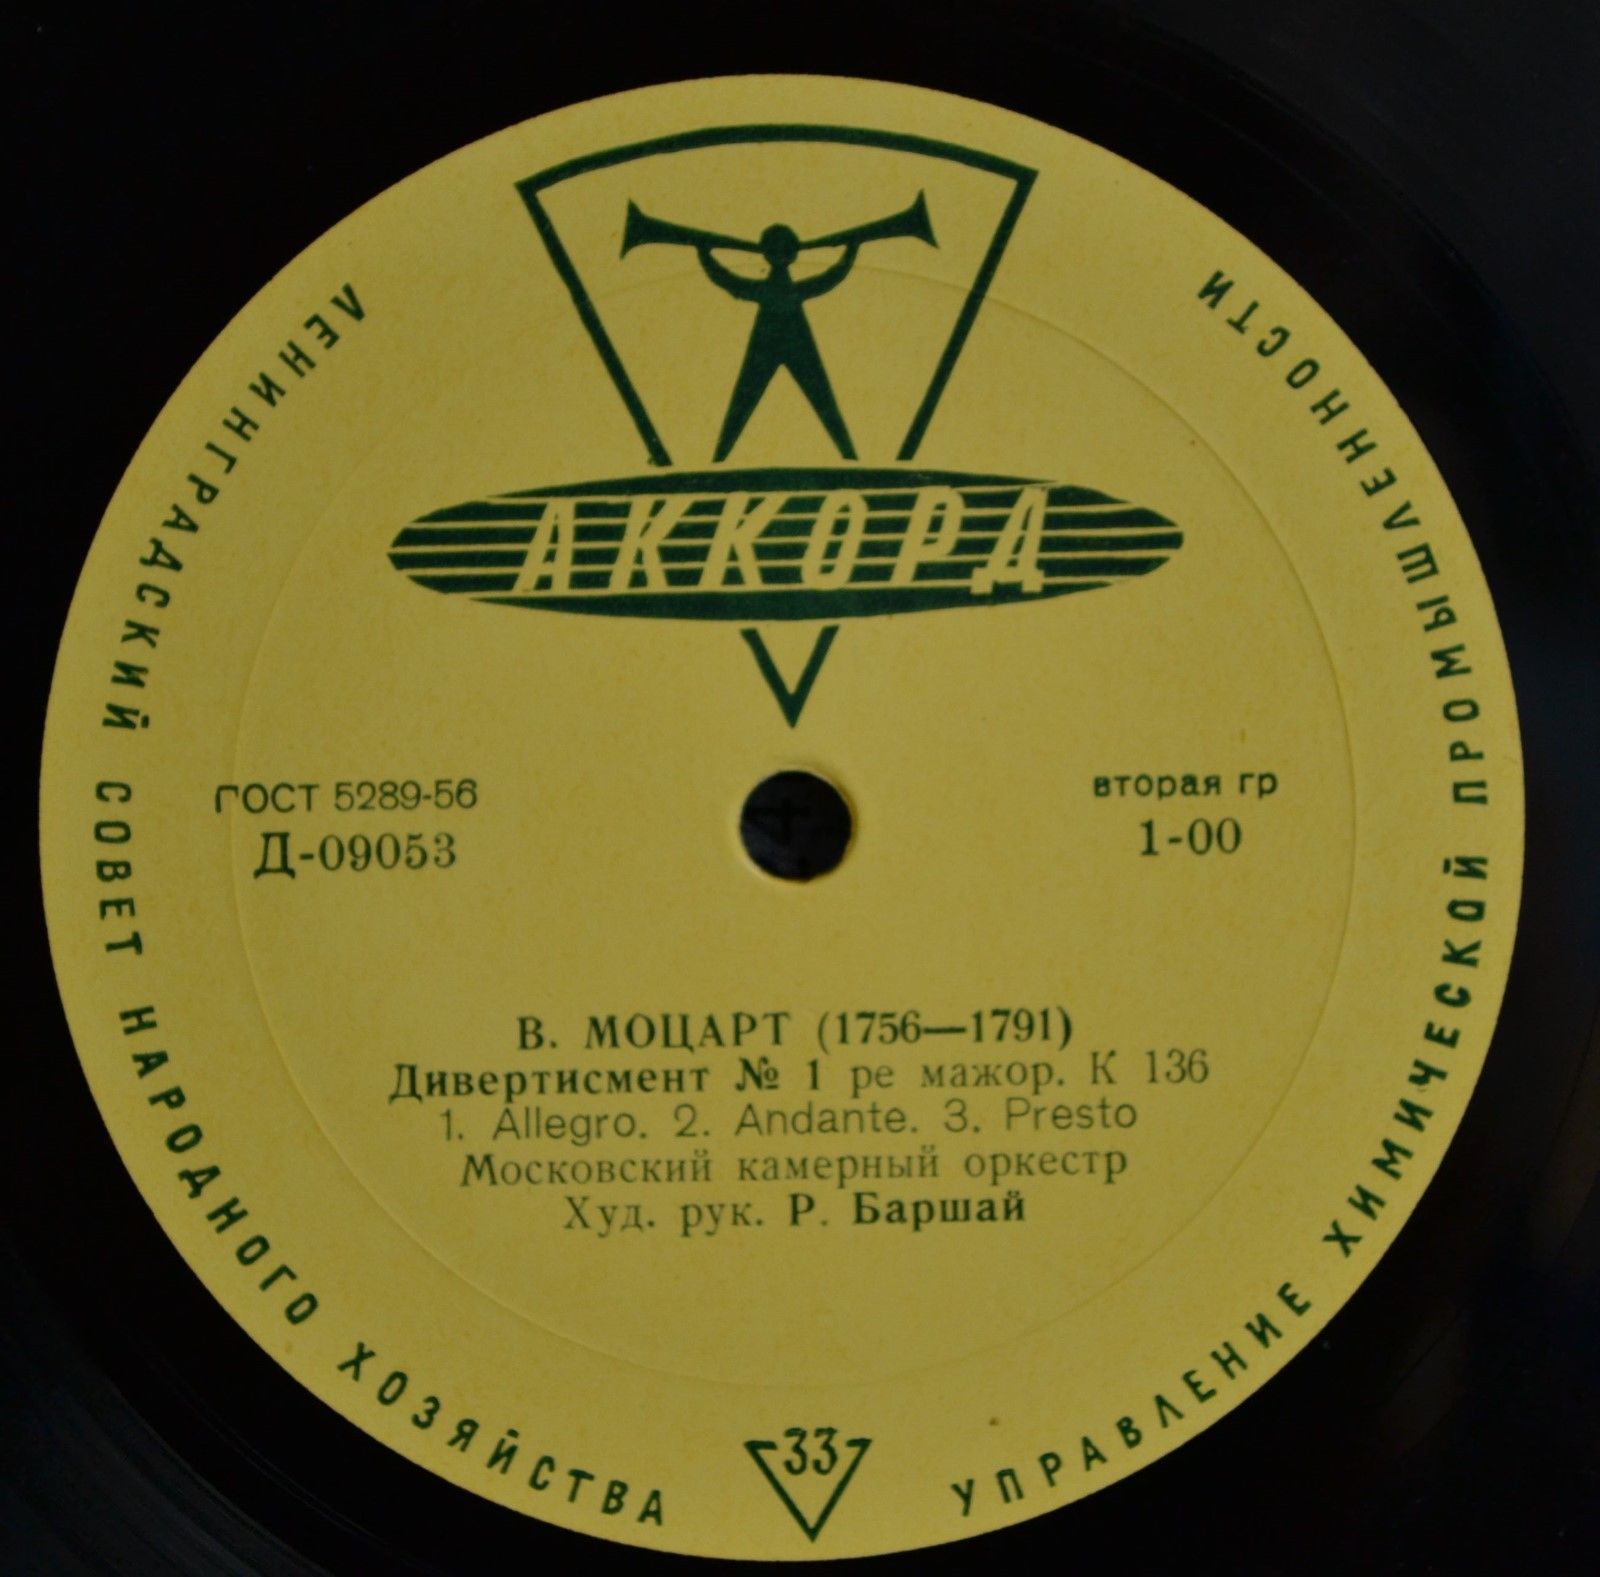 АККОРД
ЛЕНИНГРАДСКИЙ СОВЕТ НАРОДНОГО ХОЗЯЙСТВА
УПРАВЛЕНИЕ ХИМИЧЕСКОЙ ПРОМЫШЛЕННОСТИ
ГОСТ 5289-56
Д-09053
вторая гр
1-00
В. МОЦАРТ (1756—1791)
Дивертисмент № 1 ре мажор. К 136
1. Allegro. 2. Andante. 3. Presto
Московский камерный оркестр
Худ. рук. Р. Баршай
33